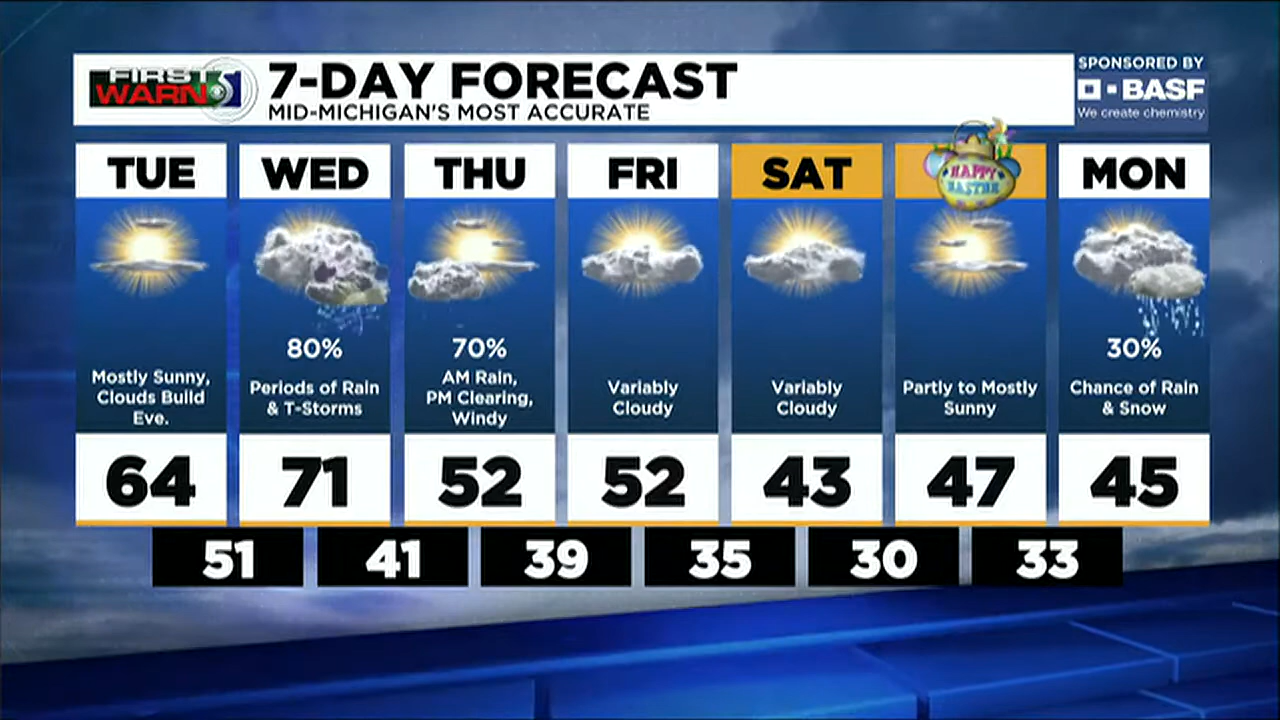 FIRST
WARN 5
7-DAY FORECAST
MID-MICHIGAN'S MOST ACCURATE
SPONSORED BY
BASF
We create chemistry
TUE
WED
THU
FRI
SAT
HAPPY
EASTER
MON
80%
70%
30%
Mostly Sunny,
Clouds Build
Eve.
Periods of Rain
& T-Storms
AM Rain,
PM Clearing,
Windy
Variably
Cloudy
Variably
Cloudy
Partly to Mostly
Sunny
Chance of Rain
& Snow
64
71
52
52
43
47
45
51
41
39
35
30
33